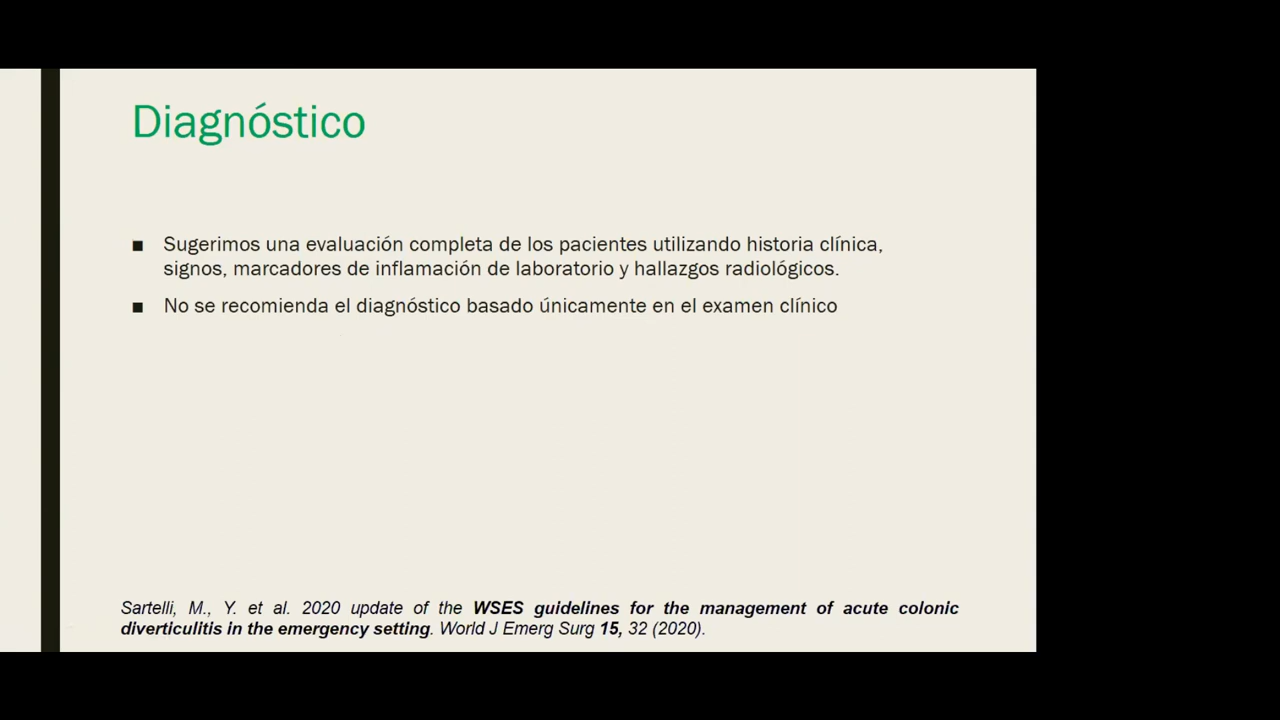 Diagnóstico
■ Sugerimos una evaluación completa de los pacientes utilizando historia clínica,
signos, marcadores de inflamación de laboratorio y hallazgos radiológicos.
■ No se recomienda el diagnóstico basado únicamente en el examen clínico
Sartelli, M., Y. et al. 2020 update of the WSES guidelines for the management of acute colonic
diverticulitis in the emergency setting. World J Emerg Surg 15, 32 (2020).